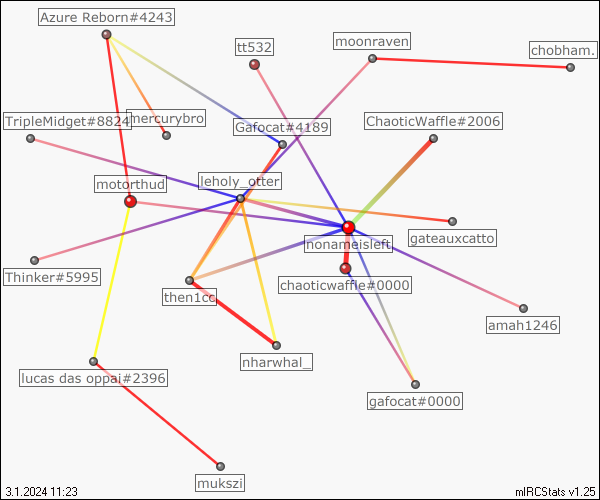 Azure Reborn#4243
tt532
moonraven
chobham.
TripleMidget#8824
mercurybro
Gafocat#4189
ChaoticWaffle#2006
motorthud
leholy_otter
nonameisleft
gateauxcatto
Thinker#5995
then1cc
chaoticwaffle#0000
amah1246
nharwhal_
lucas das oppai#2396
gafocat#0000
mukszi
3.1.2024 11:23
mIRCStats v1.25